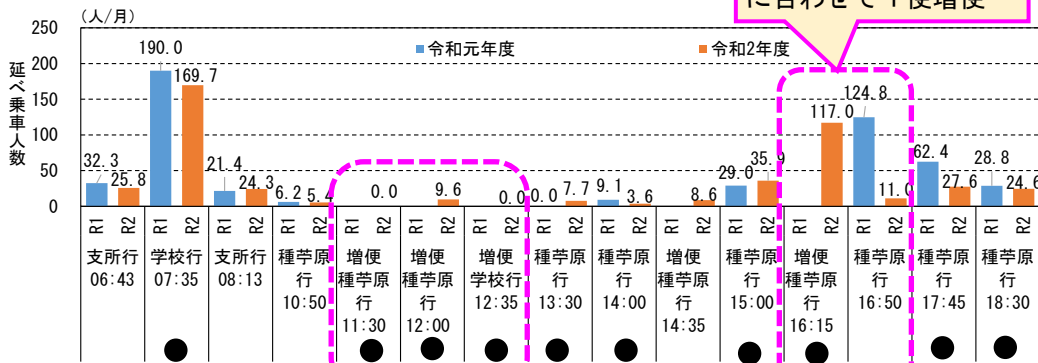 に合わせて1便増便
(人/月)
250
200
150
100
50
0
延べ乗車人数
令和元年度
令和2年度
190.0
169.7
32.3
25.8
21.4
24.3
6.2
5.4
0.0
9.6
0.0
0.0
7.7
9.1
3.6
8.6
29.0
35.9
117.0
124.8
11.0
62.4
27.6
28.8
24.6
R1 R2 R1 R2 R1 R2 R1 R2 R1 R2 R1 R2 R1 R2 R1 R2 R1 R2 R1 R2 R1 R2 R1 R2 R1 R2 R1 R2 R1 R2
支所行
06:43
学校行
07:35
支所行
08:13
種苧原
行
10:50
増便
種苧原
行
11:30
増便
種苧原
行
12:00
増便
学校行
12:35
種苧原
行
13:30
種苧原
行
14:00
増便
種苧原
行
14:35
種苧原
行
15:00
増便
種苧原
行
16:15
種苧原
行
16:50
種苧原
行
17:45
種苧原
行
18:30